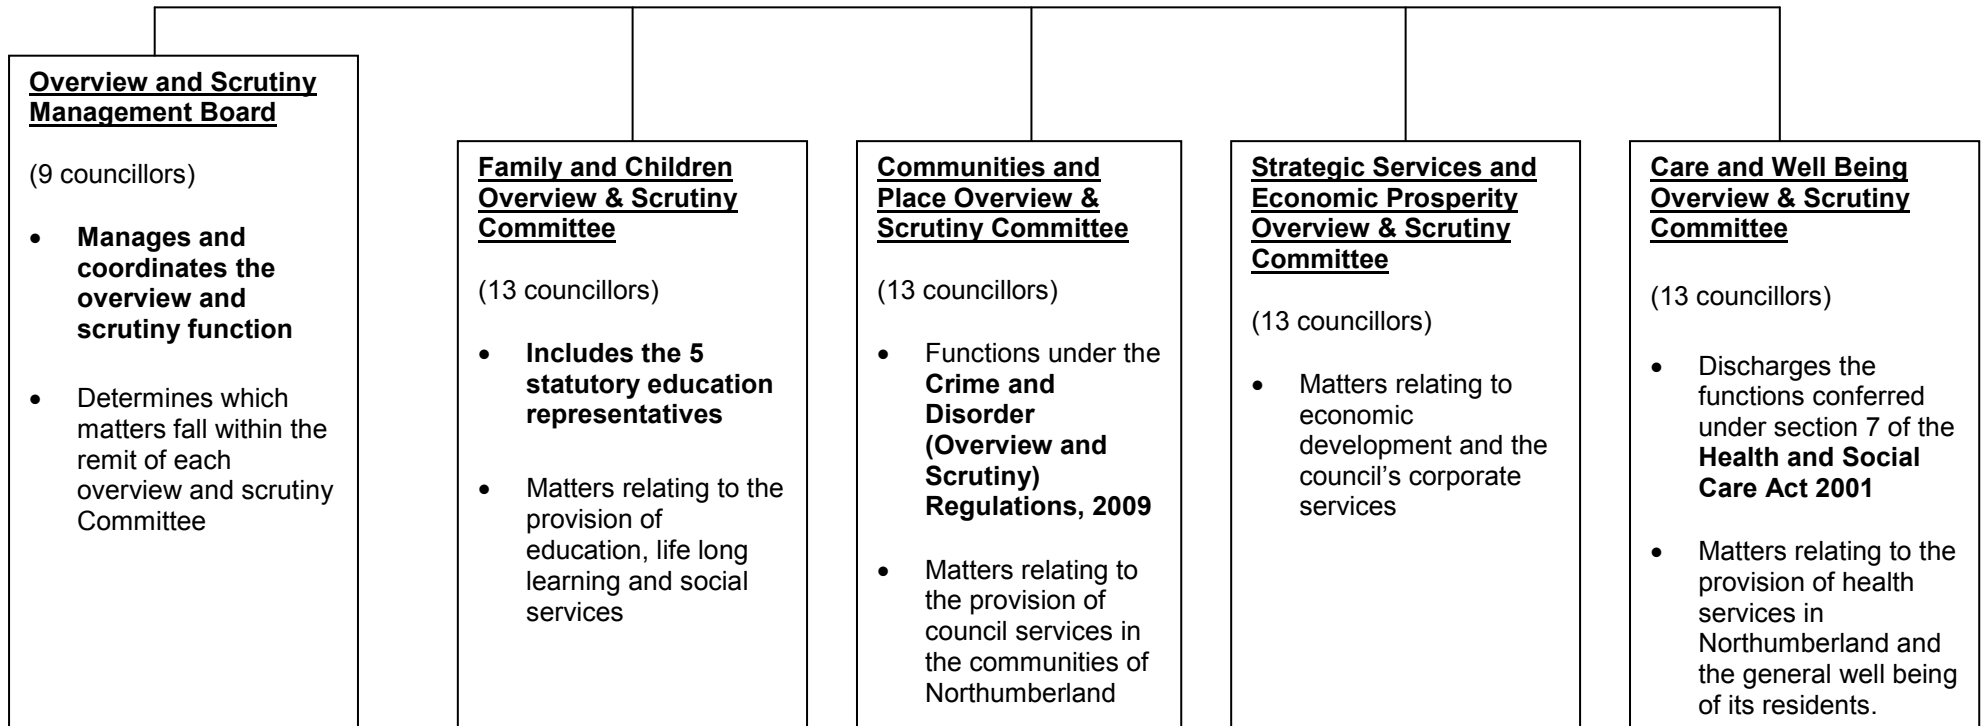 Overview and Scrutiny
Management Board
(9 councillors)
• Manages and
coordinates the
overview and
scrutiny function
• Determines which
matters fall within the
remit of each
overview and scrutiny
Committee
Family and Children
Overview & Scrutiny
Committee
(13 councillors)
• Includes the 5
statutory education
representatives
• Matters relating to the
provision of
education, life long
learning and social
services
Communities and
Place Overview &
Scrutiny Committee
(13 councillors)
• Functions under the
Crime and
Disorder
(Overview and
Scrutiny)
Regulations, 2009
• Matters relating to
the provision of
council services in
the communities of
Northumberland
Strategic Services and
Economic Prosperity
Overview & Scrutiny
Committee
(13 councillors)
• Matters relating to
economic
development and the
council’s corporate
services
Care and Well Being
Overview & Scrutiny
Committee
(13 councillors)
• Discharges the
functions conferred
under section 7 of the
Health and Social
Care Act 2001
• Matters relating to the
provision of health
services in
Northumberland and
the general well being
of its residents.